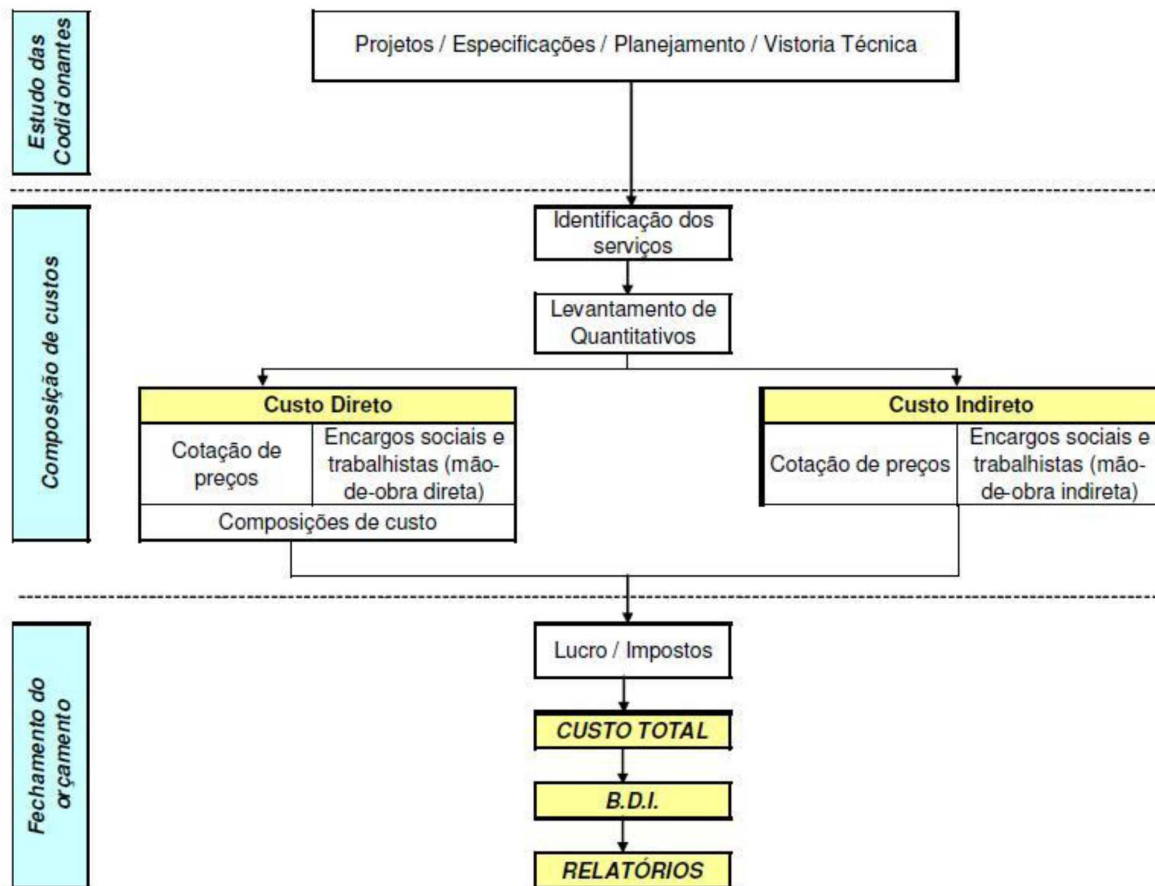 Estudo das
Codicionantes
Projetos / Especificações / Planejamento / Vistoria Técnica
Composição de custos
Identificação dos
serviços
Levantamento de
Quantitativos
Custo Direto
Cotação de
preços
Encargos sociais e
trabalhistas (mão-
de-obra direta)
Composições de custo
Custo Indireto
Cotação de preços
Encargos sociais e
trabalhistas (mão-
de-obra indireta)
Fechamento do
orçamento
Lucro / Impostos
CUSTO TOTAL
B.D.I.
RELATÓRIOS